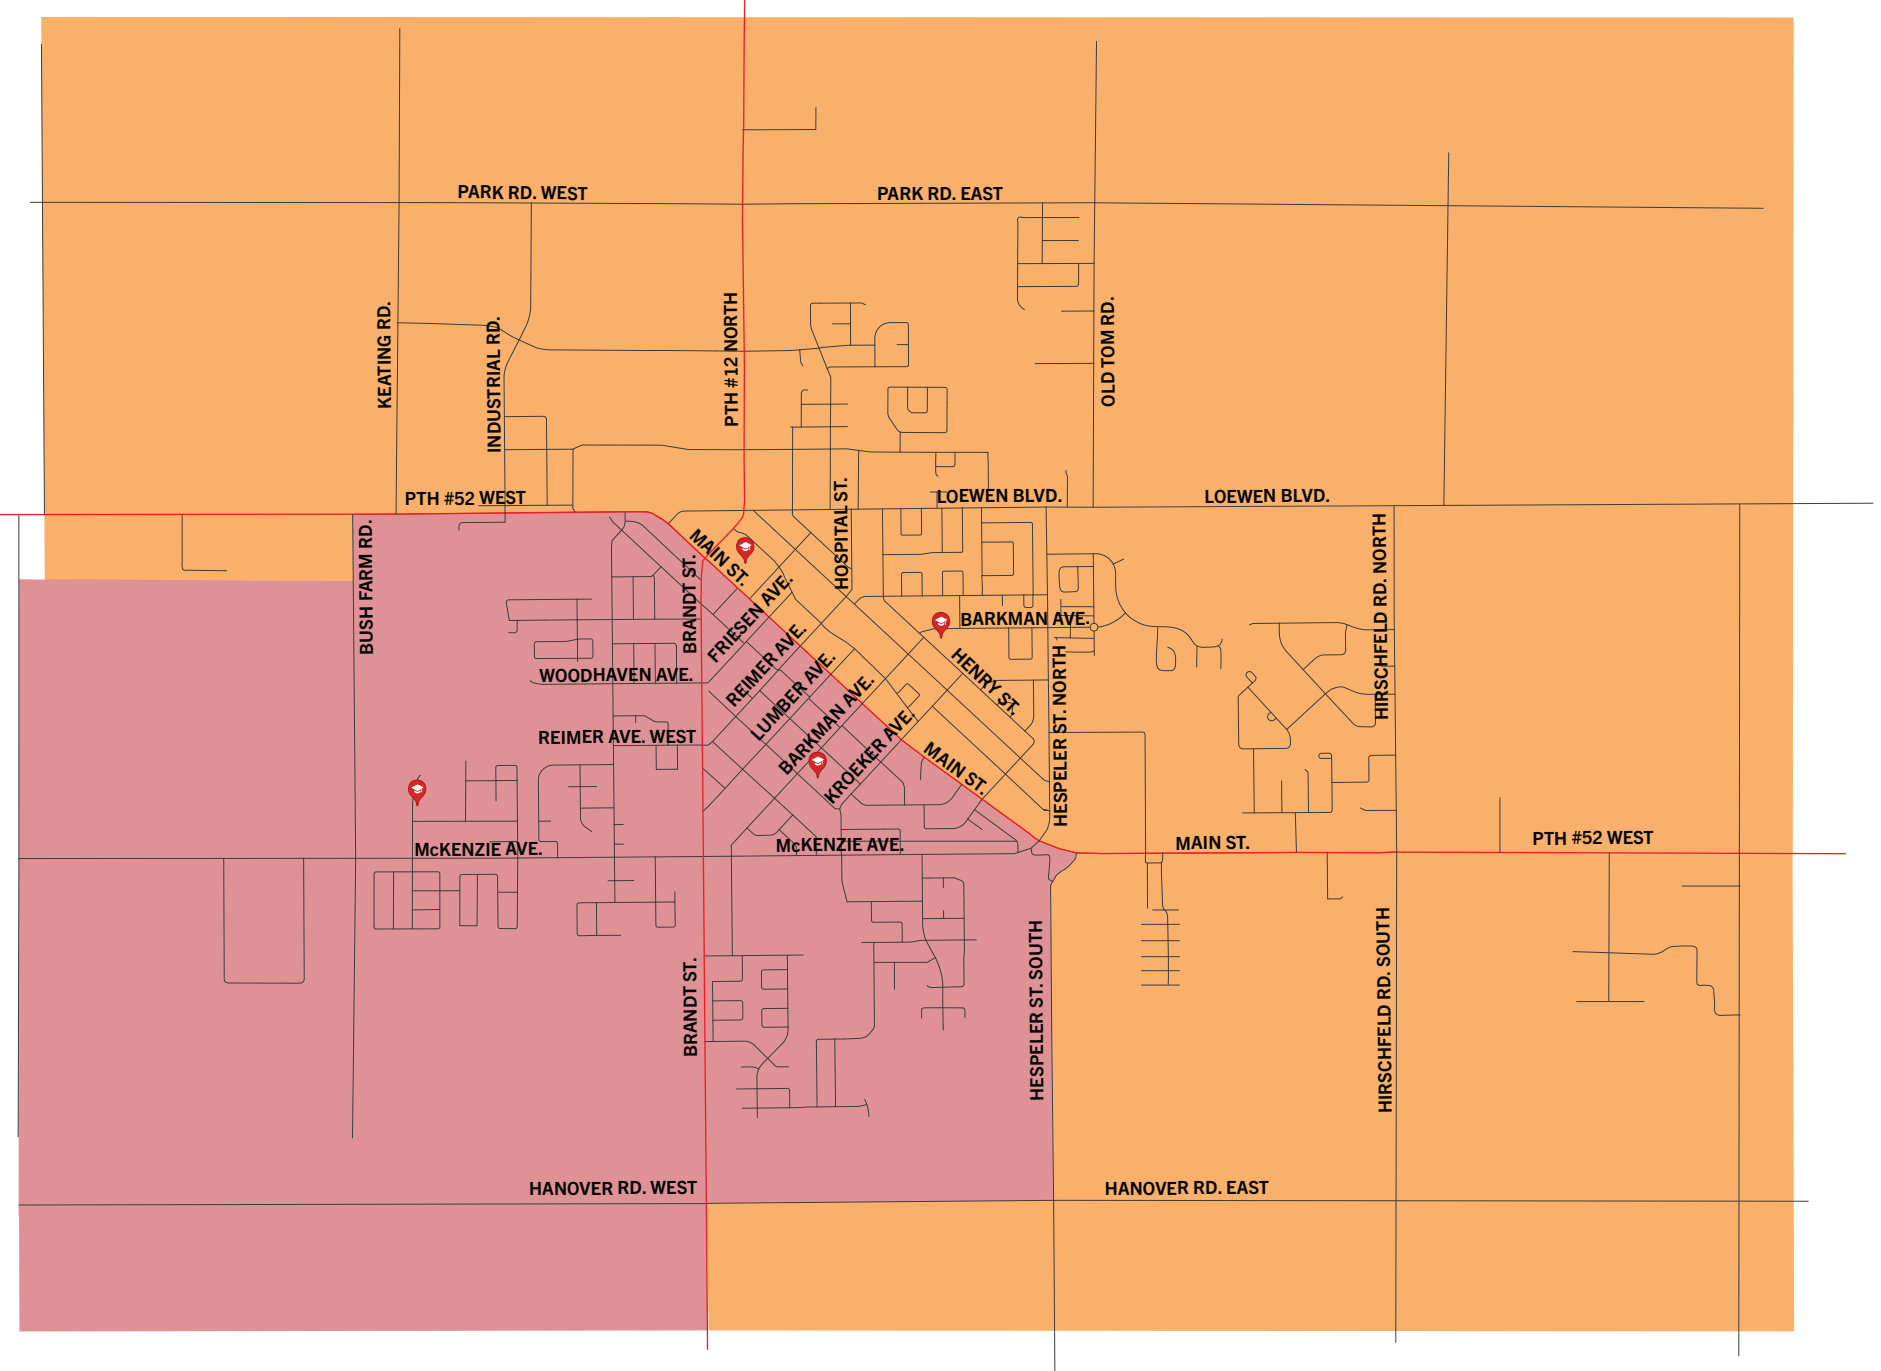 PARK RD. WEST
PARK RD. EAST
KEATING RD.
INDUSTRIAL RD.
PTH #12 NORTH
OLD TOM RD.
PTH #52 WEST
LOEWEN BLVD.
LOEWEN BLVD.
HOSPITAL ST.
BUSH FARM RD.
MAIN ST.
BRANDT ST.
HIRSCHFELD RD. NORTH
FRIESEN AVE.
BARKMAN AVE.
WOODHAVEN AVE.
REIMER AVE.
HENRY ST.
HESPELER ST. NORTH
LUMBER AVE.
BARKMAN AVE.
REIMER AVE. WEST
KROEKER AVE.
MAIN ST.
McKENZIE AVE.
McKENZIE AVE.
MAIN ST.
PTH #52 WEST
BRANDT ST.
HESPELER ST. SOUTH
HIRSCHFELD RD. SOUTH
HANOVER RD. WEST
HANOVER RD. EAST